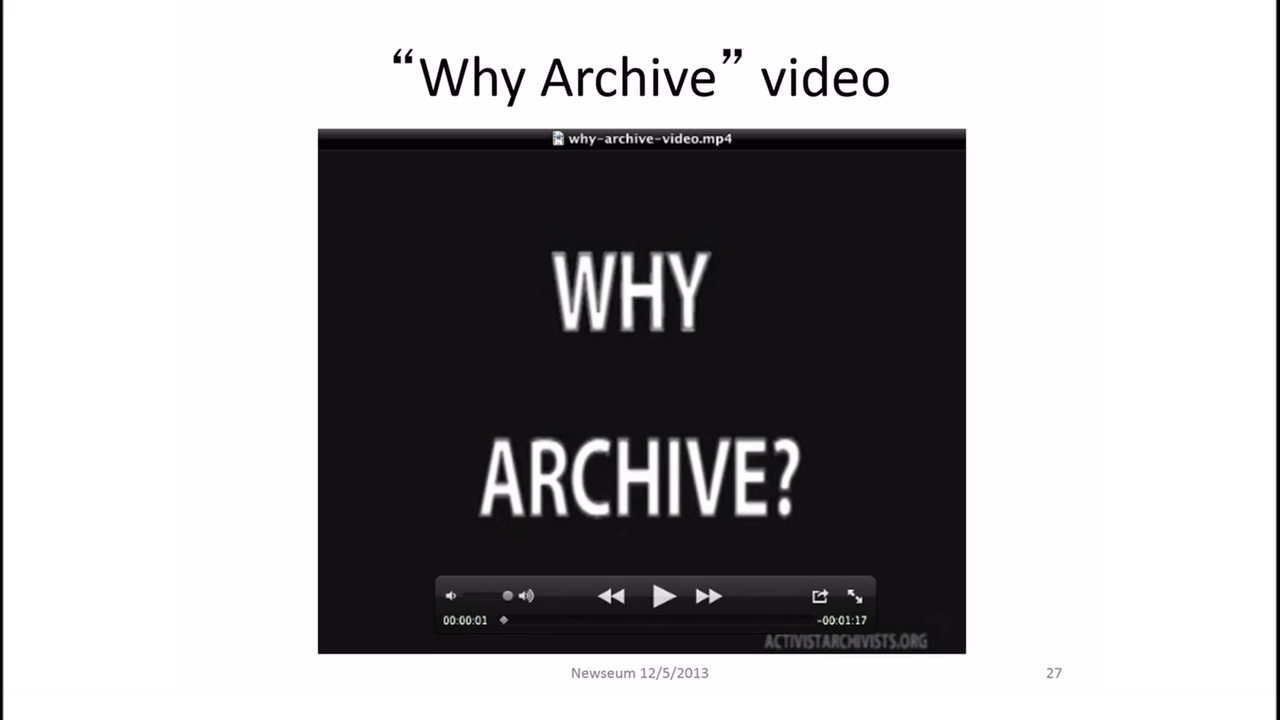 “Why Archive” video
why-archive-video.mp4
WHY
ARCHIVE?
00:00:01
-00:01:17
ACTIVISTARCHIVISTS.ORG
Newseum 12/5/2013
27